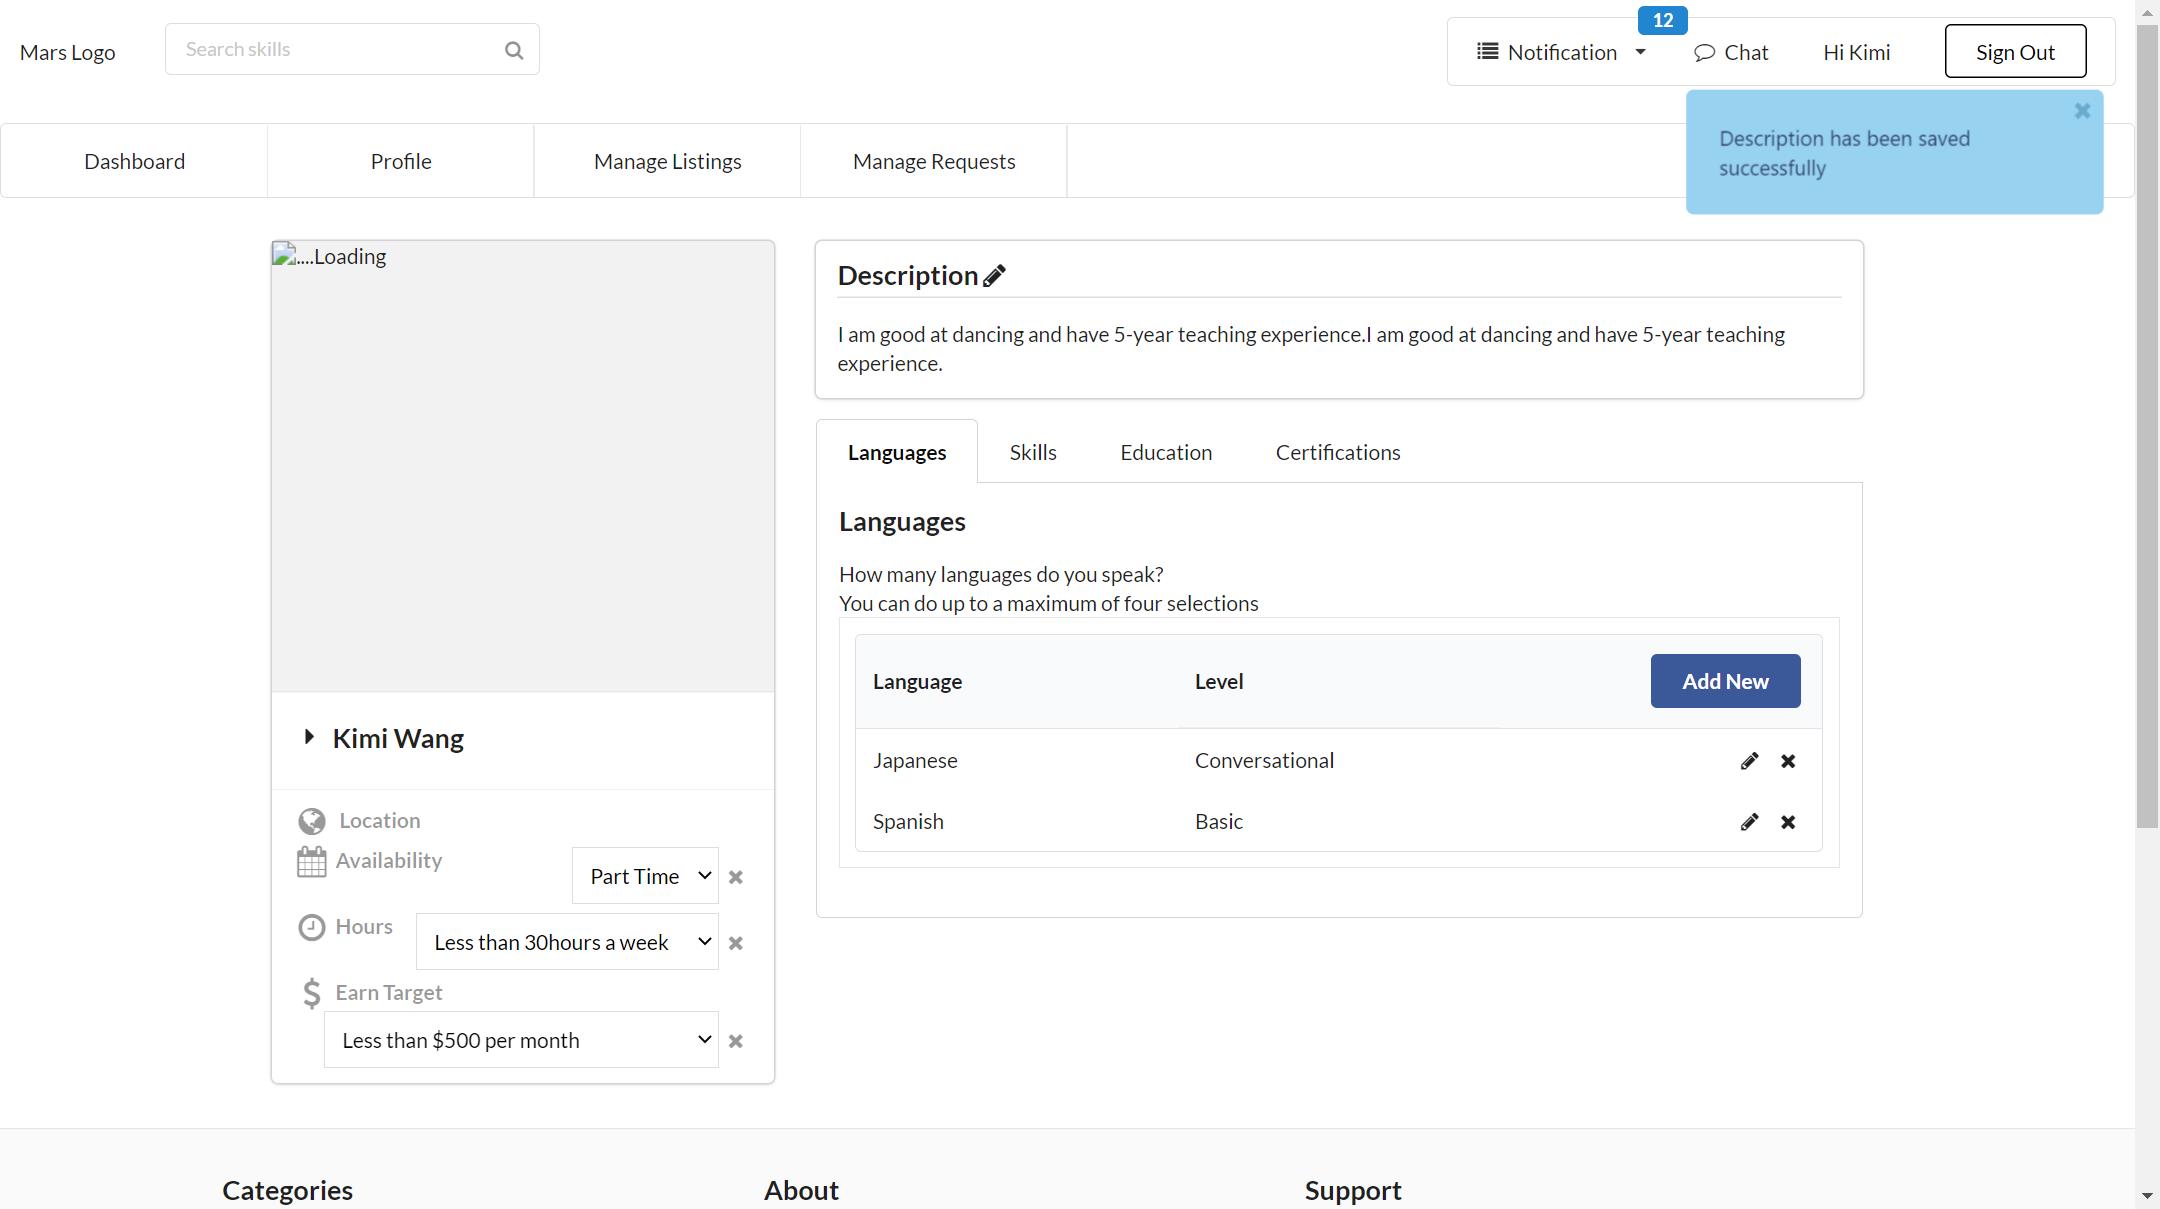 Mars Logo
Search skills
12
Notification
Chat
Hi Kimi
Sign Out
Description has been saved
successfully
Dashboard
Profile
Manage Listings
Manage Requests
....Loading
Kimi Wang
Location
Availability
Part Time
Hours
Less than 30hours a week
Earn Target
Less than $500 per month
Description
I am good at dancing and have 5-year teaching experience.I am good at dancing and have 5-year teaching
experience.
Languages
Skills
Education
Certifications
Languages
How many languages do you speak?
You can do up to a maximum of four selections
Language
Level
Add New
Japanese
Conversational
Spanish
Basic
Categories
About
Support